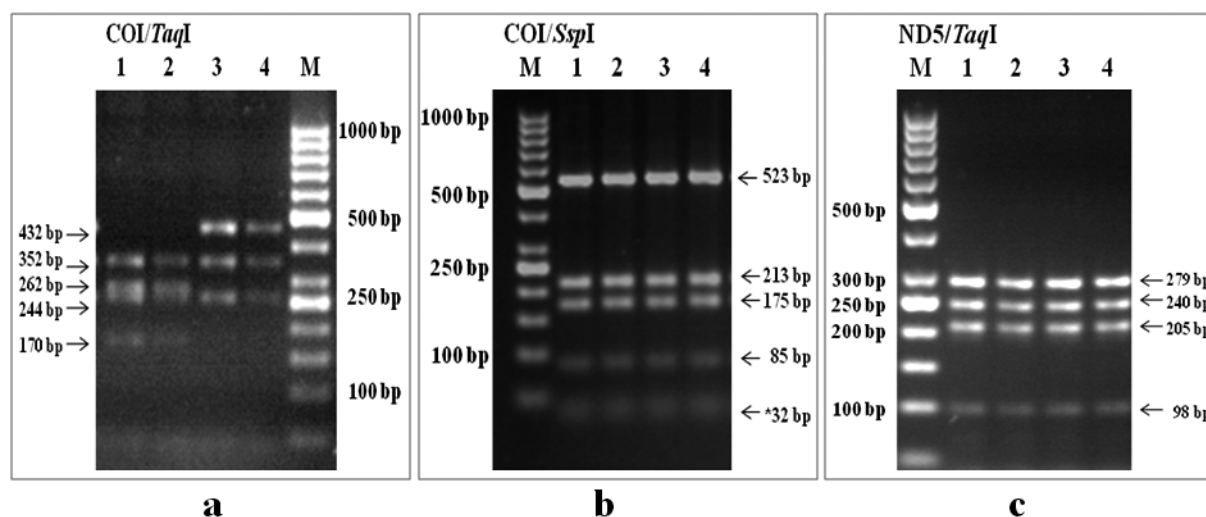 COI/TaqI
1 2 3 4 M
1000 bp
500 bp
250 bp
100 bp
432 bp
352 bp
262 bp
244 bp
170 bp
a
COI/SspI
M 1 2 3 4
1000 bp
500 bp
250 bp
100 bp
523 bp
213 bp
175 bp
85 bp
*32 bp
b
ND5/TaqI
M 1 2 3 4
500 bp
300 bp
250 bp
200 bp
100 bp
279 bp
240 bp
205 bp
98 bp
c